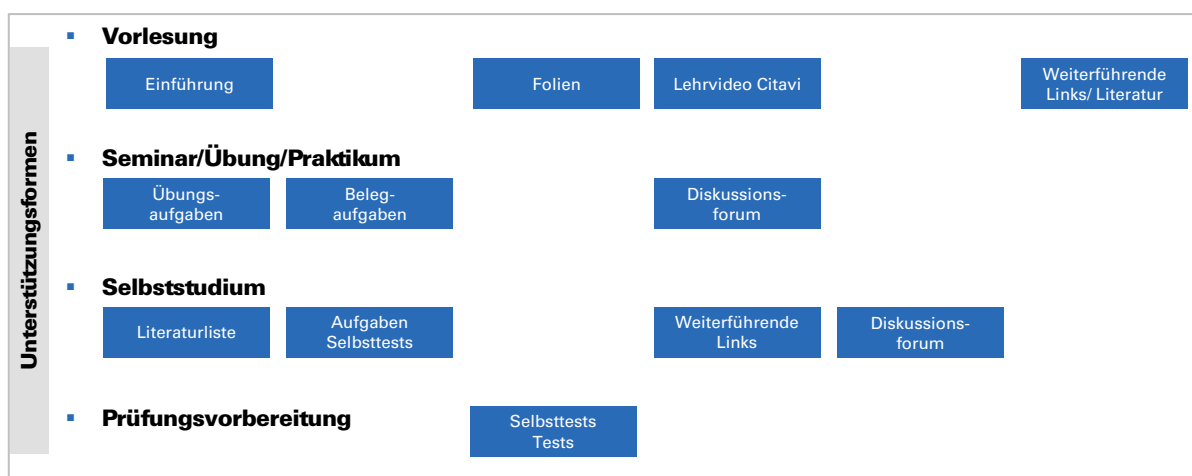 Unterstützungsformen
Vorlesung
Einführung
Folien
Lehrvideo Citavi
Weiterführende
Links/ Literatur
Seminar/Übung/Praktikum
Übungs-
aufgaben
Beleg-
aufgaben
Diskussions-
forum
Selbststudium
Literaturliste
Aufgaben
Selbsttests
Weiterführende
Links
Diskussions-
forum
Prüfungsvorbereitung
Selbsttests
Tests